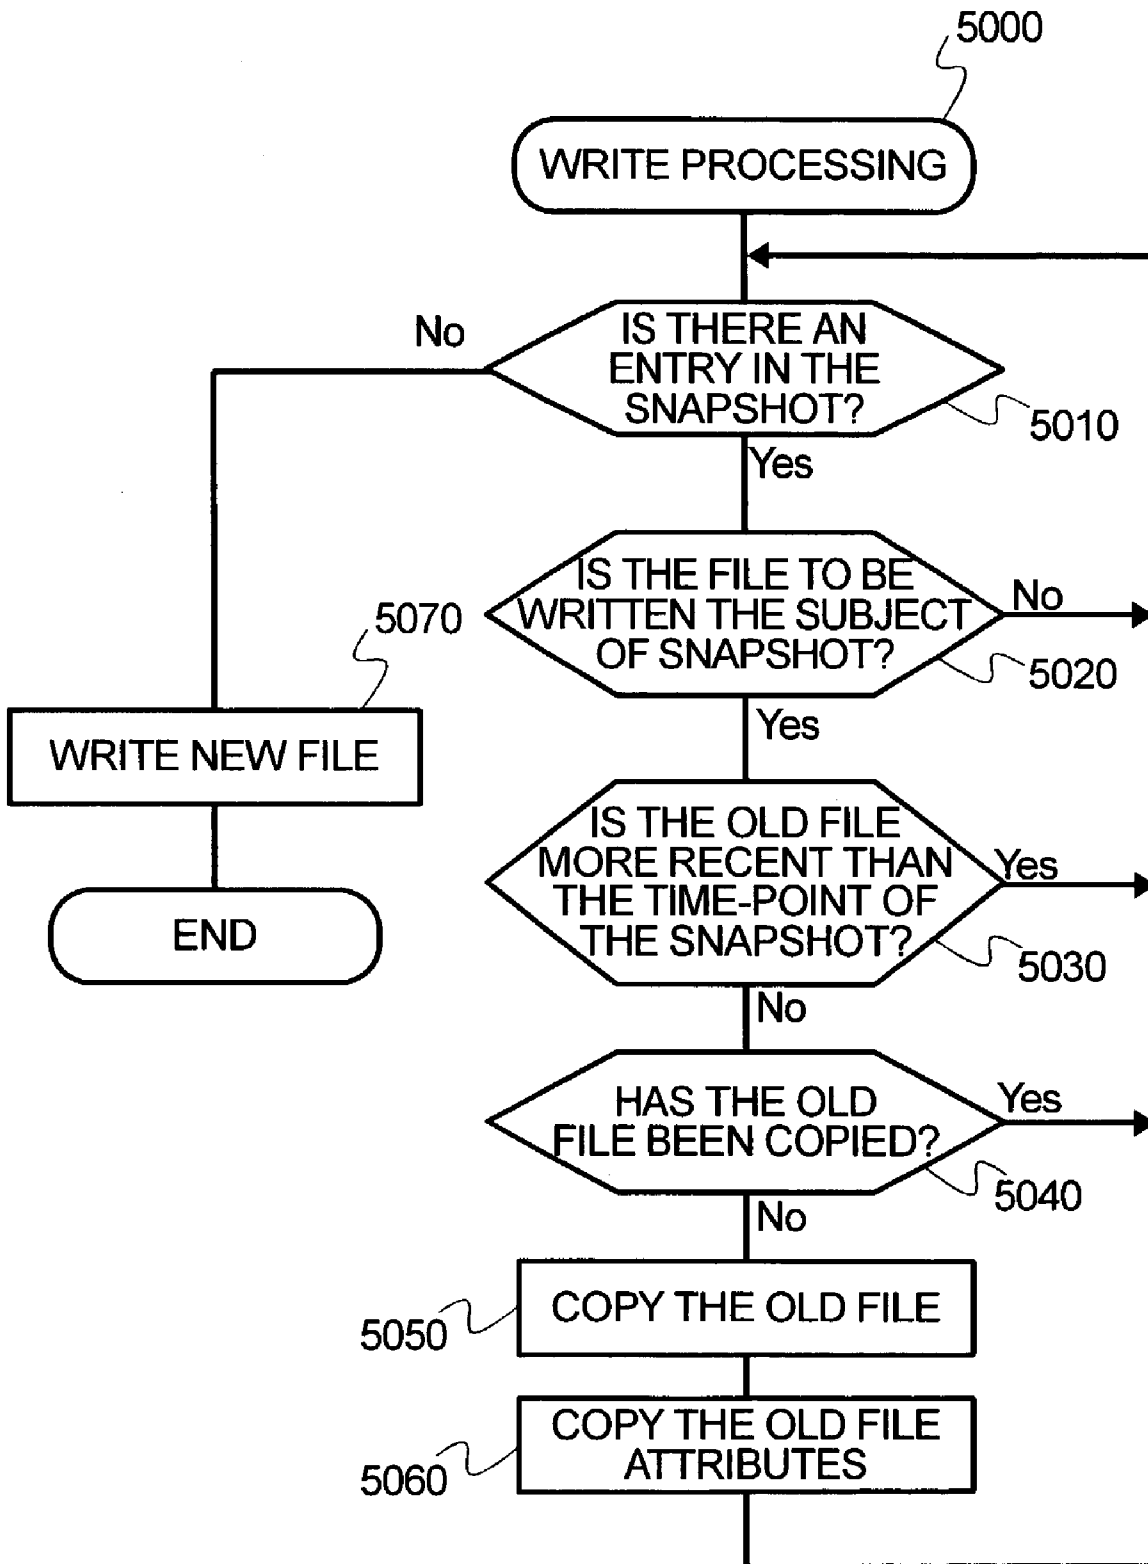 5000
WRITE PROCESSING
No
IS THERE AN
ENTRY IN THE
SNAPSHOT?
5010
Yes
IS THE FILE TO BE
WRITTEN THE SUBJECT
OF SNAPSHOT?
No
5020
5070
Yes
WRITE NEW FILE
IS THE OLD FILE
MORE RECENT THAN
THE TIME-POINT OF
THE SNAPSHOT?
Yes
END
5030
No
HAS THE OLD
FILE BEEN COPIED?
Yes
5040
No
COPY THE OLD FILE
5050
COPY THE OLD FILE
ATTRIBUTES
5060